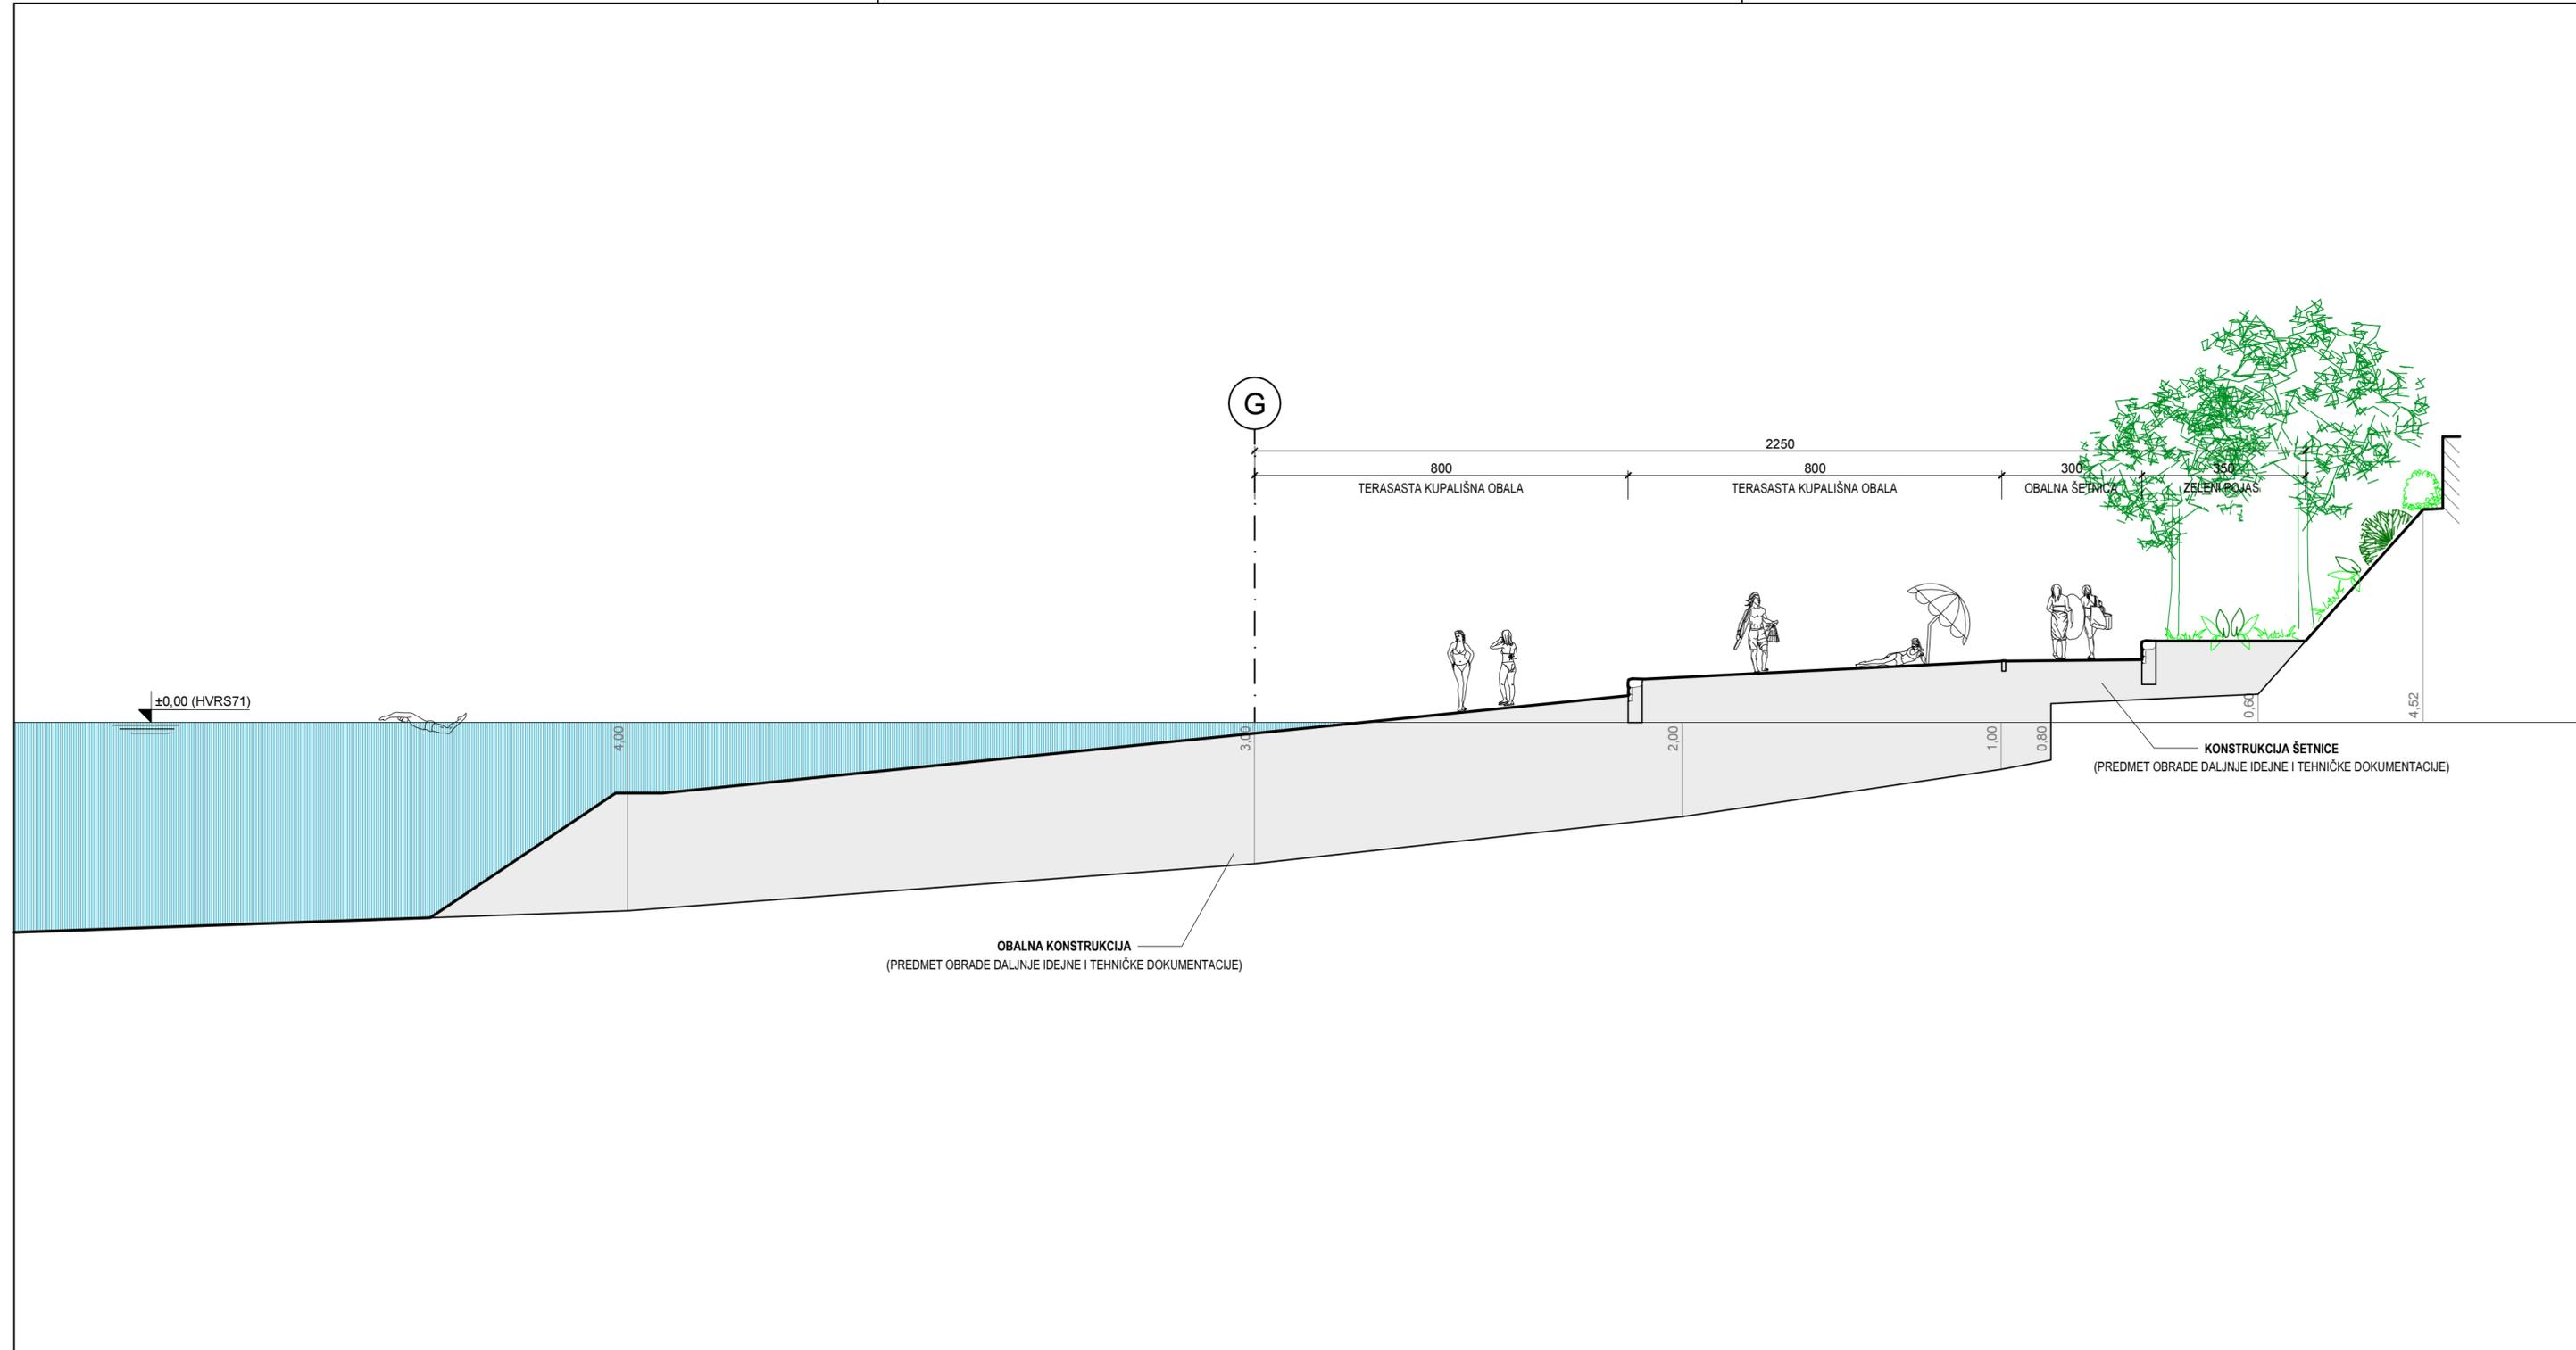 G
2250
800
800
300
350
TERASASTA KUPALIŠNA OBALA
TERASASTA KUPALIŠNA OBALA
OBALNA ŠETNICA
ZELENI POJAS
±0,00 (HVRS71)
4,00
3,00
2,00
1,00
0,80
0,60
4,52
KONSTRUKCIJA ŠETNICE
(PREDMET OBRADE DALJNJE IDEJNE I TEHNIČKE DOKUMENTACIJE)
OBALNA KONSTRUKCIJA
(PREDMET OBRADE DALJNJE IDEJNE I TEHNIČKE DOKUMENTACIJE)